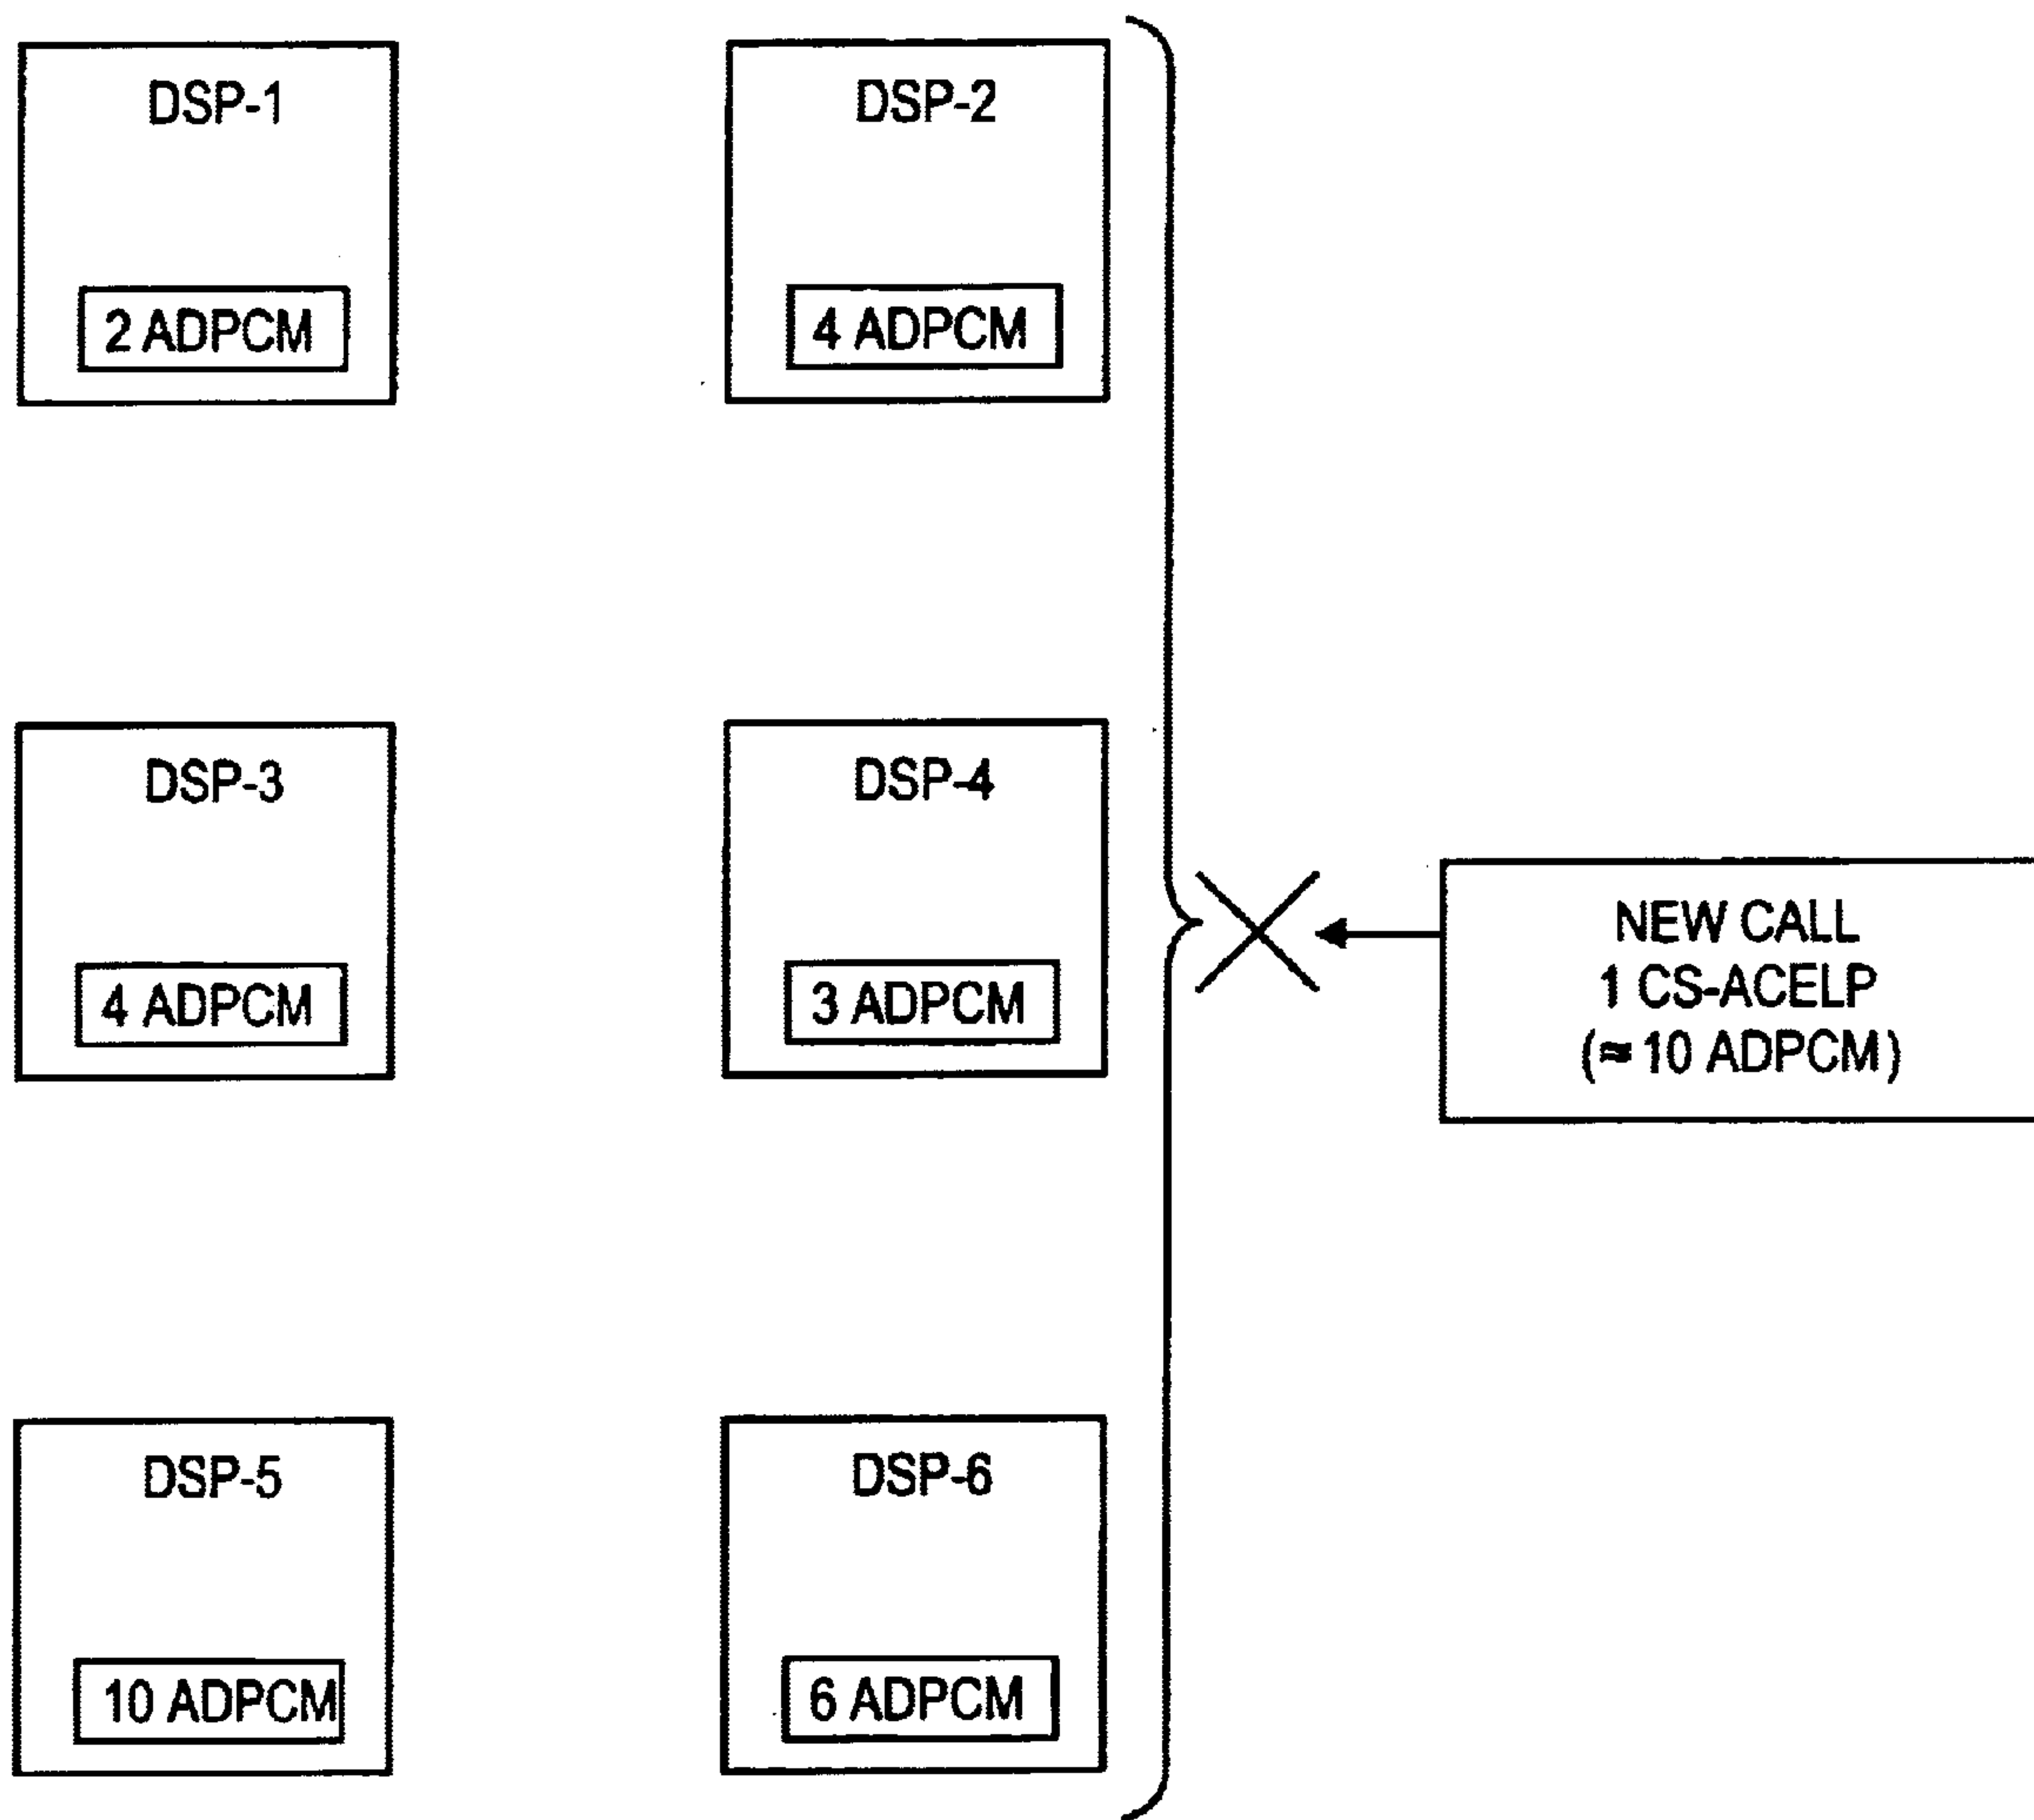 DSP-1
2 ADPCM
DSP-2
4 ADPCM
DSP-3
4 ADPCM
DSP-4
3 ADPCM
NEW CALL
1 CS-ACELP
(≈ 10 ADPCM)
DSP-5
10 ADPCM
DSP-6
6 ADPCM